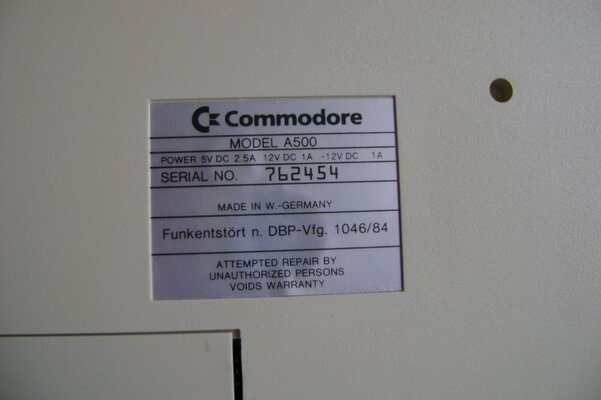 Commodore
MODEL A500
POWER 5V DC 2.5A 12V DC 1A -12V DC .1A
SERIAL NO. 762454
MADE IN W.-GERMANY
Funkentstört n. DBP-Vfg. 1046/84
ATTEMPTED REPAIR BY
UNAUTHORIZED PERSONS
VOIDS WARRANTY